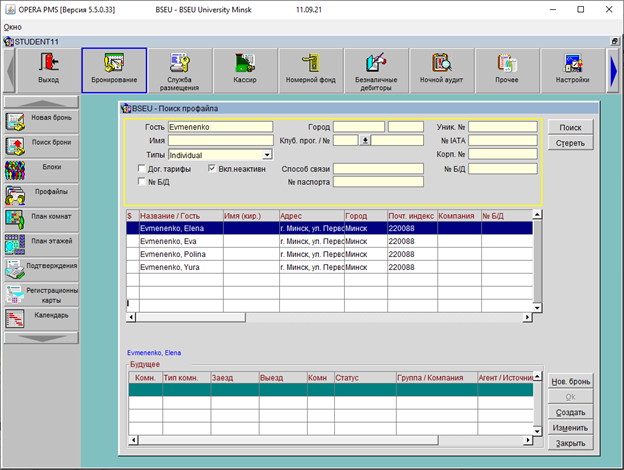 OPERA PMS [Версия 5.5.0.33] BSEU - BSEU University Minsk 11.09.21
Окно
STUDENT11
Выход Бронирование Служба размещения Кассир Номерной фонд Безналичные дебиторы Ночной аудит Прочее Настройки
Новая бронь
Поиск брони
Блоки
Профайлы
План комнат
План этажей
Подтверждения
Регистрационные карты
Календарь
BSEU - Поиск профайла
Гость Evmenenko Город Уник. № Поиск
Имя Клуб. прог. / № № IATA Стереть
Типы Individual Корп. №
Дог. тарифы Вкл.неактивн Способ связи № Б/Д
№ Б/Д № паспорта
$ Название / Гость Имя (кир.) Адрес Город Почт. индекс Компания № Б/Д
Evmenenko, Elena г. Минск, ул. Перво Минск 220088
Evmenenko, Eva г. Минск, ул. Перво Минск 220088
Evmenenko, Polina г. Минск, ул. Перво Минск 220088
Evmenenko, Yura г. Минск, ул. Перво Минск 220088
Evmenenko, Elena
Будущее
Комн. Тип комн. Заезд Выезд Комн Статус Группа / Компания Агент / Источник
Нов. бронь
Ok
Создать
Изменить
Закрыть